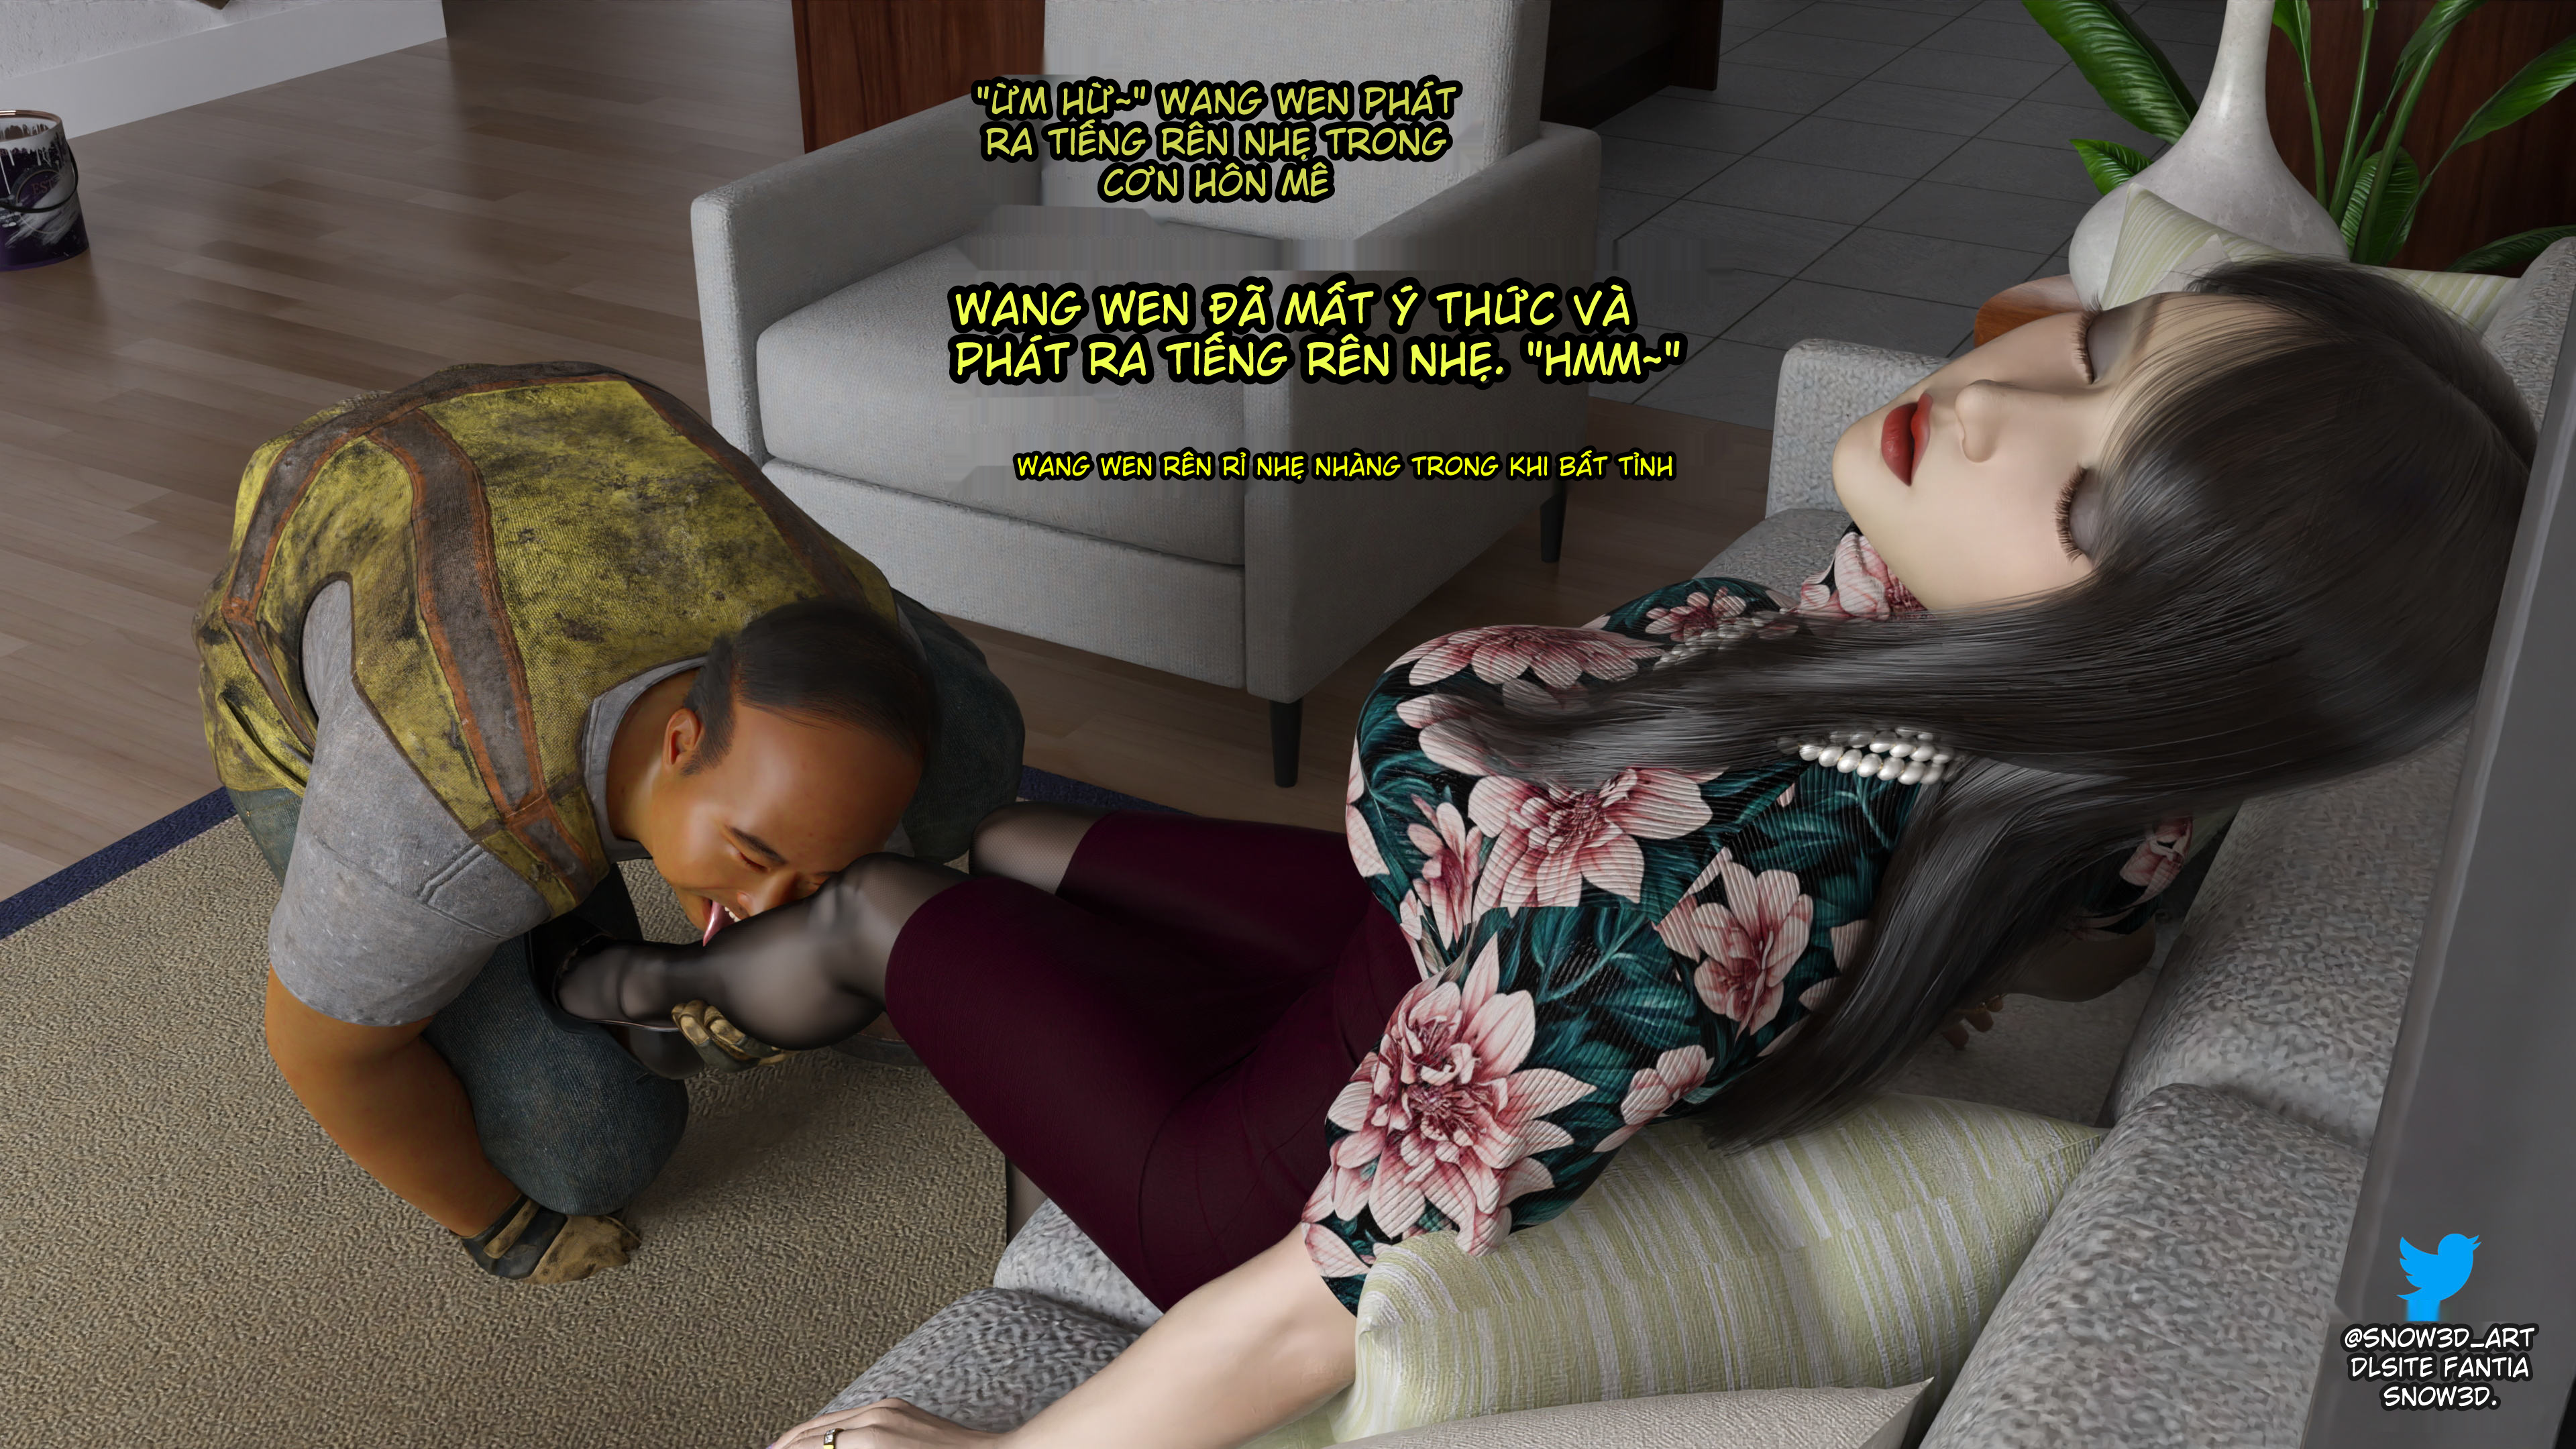 "ỪM HỪ~" WANG WEN PHÁT
RA TIẾNG RÊN NHẸ TRONG
CƠN HÔN MÊ
WANG WEN ĐÃ MẤT Ý THỨC VÀ
PHÁT RA TIẾNG RÊN NHẸ. "HMM~"
WANG WEN RÊN RỈ NHẸ NHÀNG TRONG KHI BẤT TỈNH
@SNOW3D_ART
DLSITE FANTIA
SNOW3D.